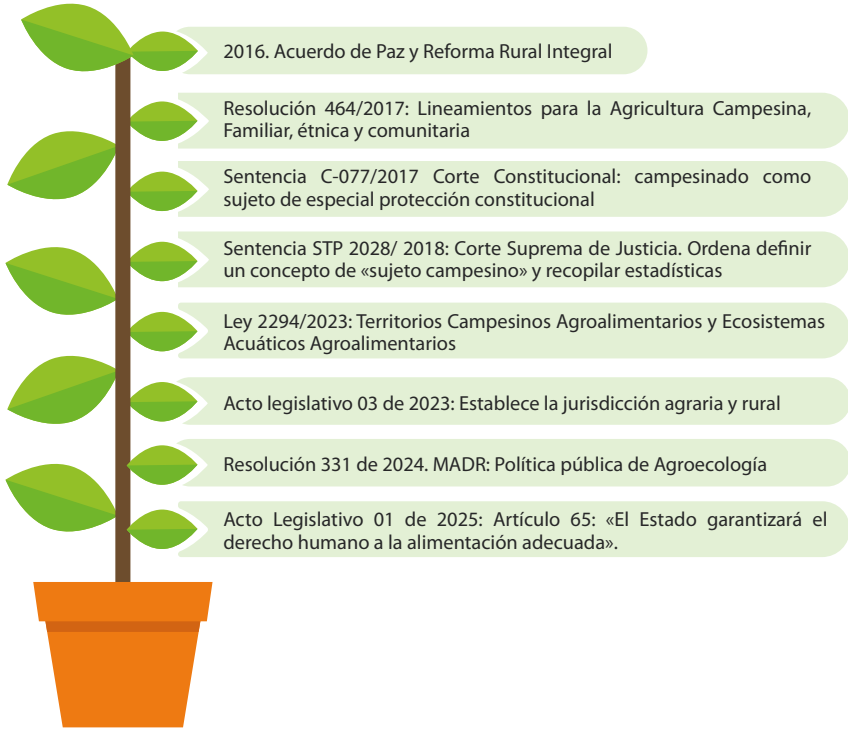 2016. Acuerdo de Paz y Reforma Rural Integral
Resolución 464/2017: Lineamientos para la Agricultura Campesina,
Familiar, étnica y comunitaria
Sentencia C-077/2017 Corte Constitucional: campesinado como
sujeto de especial protección constitucional
Sentencia STP 2028/ 2018: Corte Suprema de Justicia. Ordena definir
un concepto de «sujeto campesino» y recopilar estadísticas
Ley 2294/2023: Territorios Campesinos Agroalimentarios y Ecosistemas
Acuáticos Agroalimentarios
Acto legislativo 03 de 2023: Establece la jurisdicción agraria y rural
Resolución 331 de 2024. MADR: Política pública de Agroecología
Acto Legislativo 01 de 2025: Artículo 65: «El Estado garantizará el
derecho humano a la alimentación adecuada».